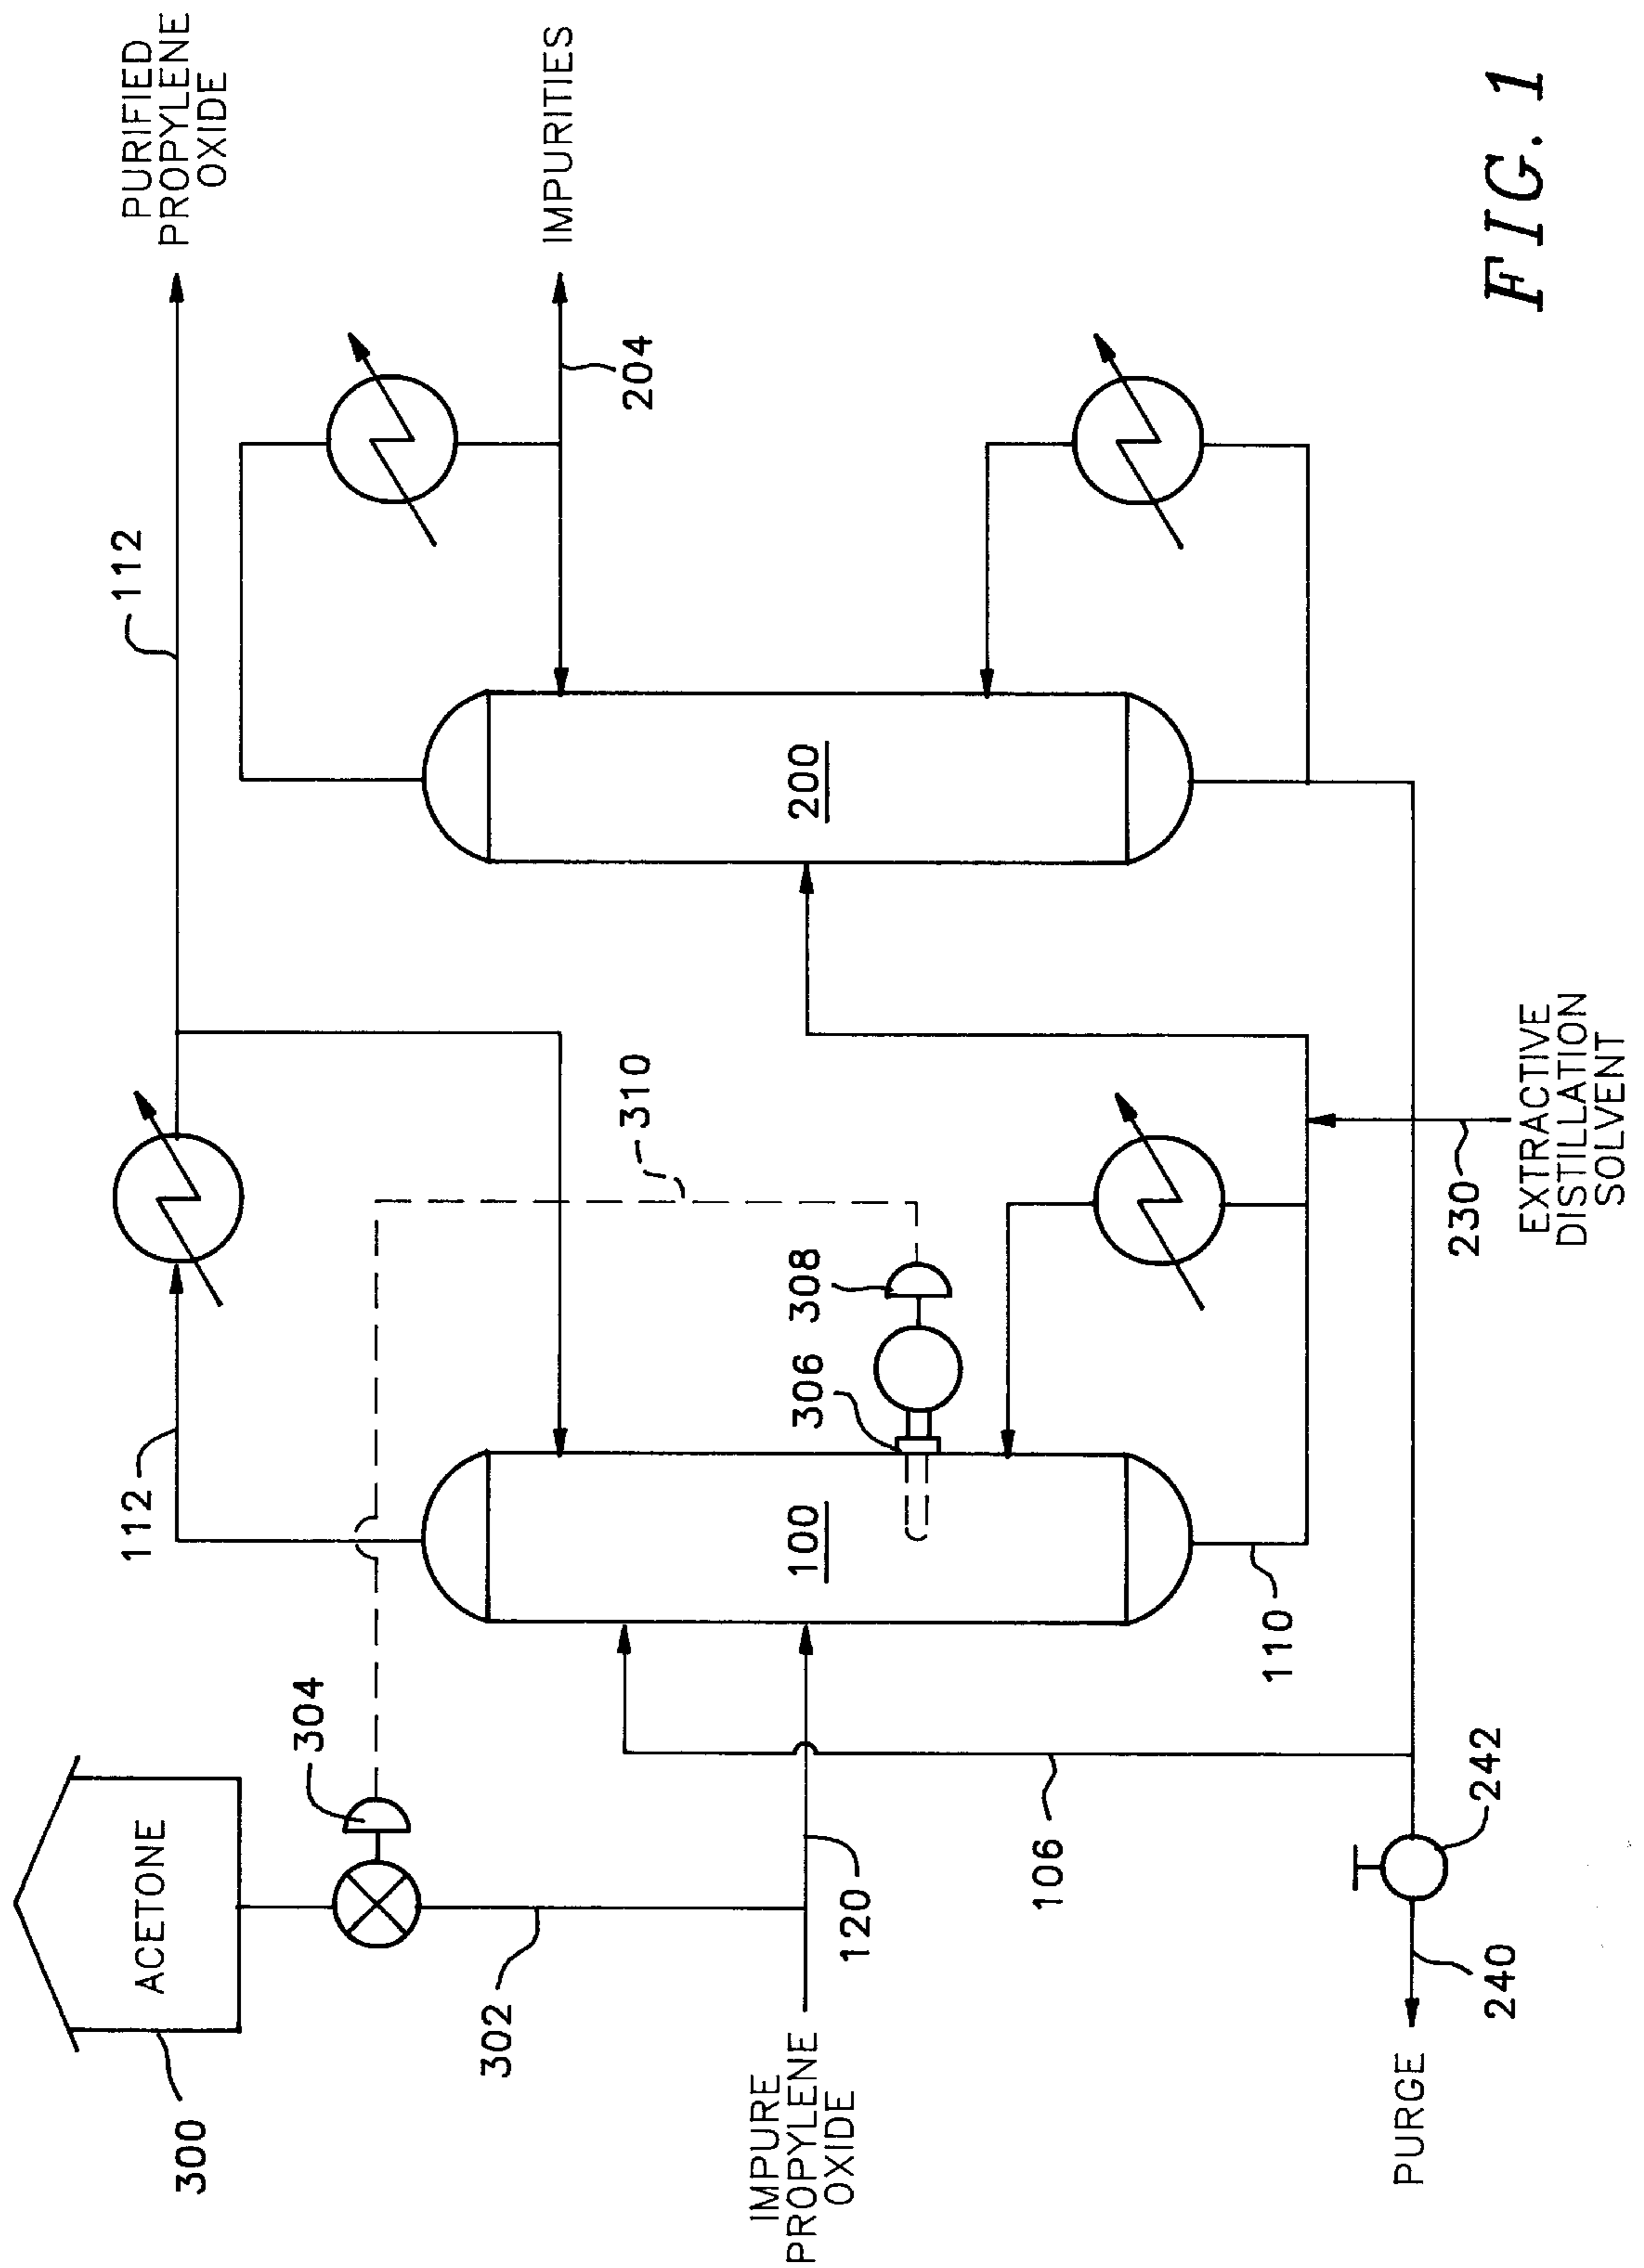 PURIFIED
PROPYLENE
OXIDE
112
IMPURITIES
204
112
300
ACETONE
304
310
302
200
308
306
100
IMPURE
PROPYLENE
OXIDE
120
106
110
230
EXTRACTIVE
DISTILLATION
SOLVENT
242
240
PURGE
FIG. 1